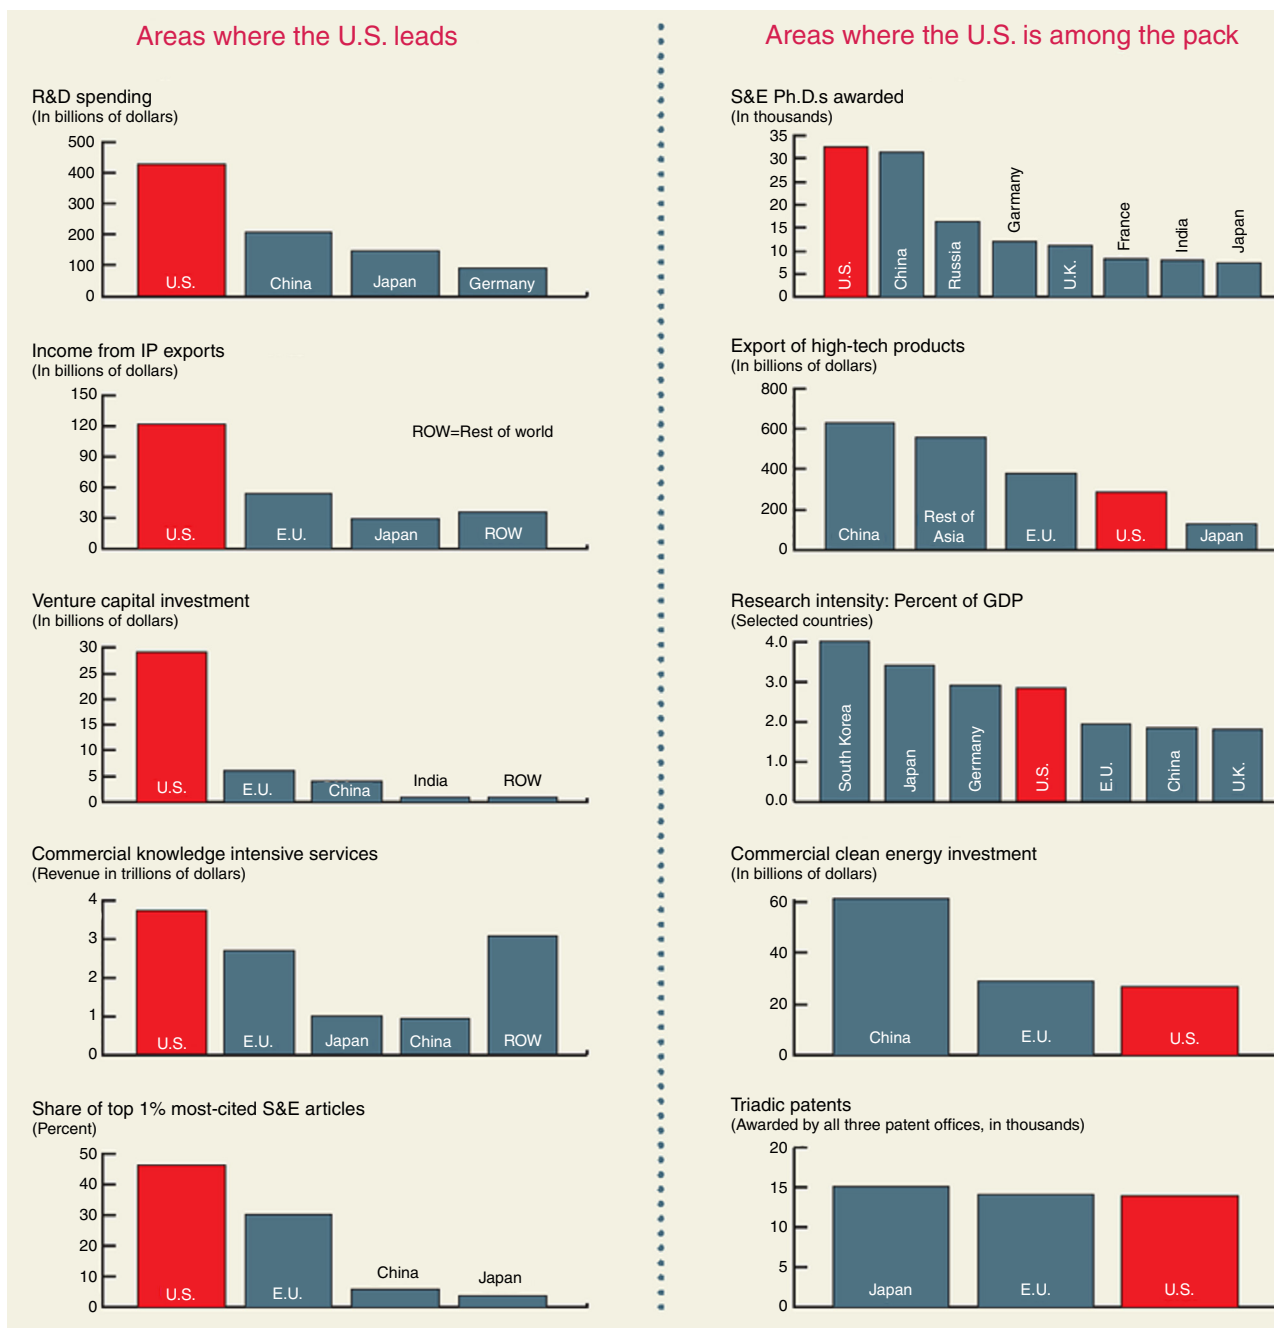 Areas where the U.S. leads
R&D spending
(In billions of dollars)
500
400
300
200
100
0
U.S.
China
Japan
Germany
Income from IP exports
(In billions of dollars)
150
120
90
60
30
0
ROW=Rest of world
U.S.
E.U.
Japan
ROW
Venture capital investment
(In billions of dollars)
30
25
20
15
10
5
0
U.S.
E.U.
China
India
ROW
Commercial knowledge intensive services
(Revenue in trillions of dollars)
4
3
2
1
0
U.S.
E.U.
Japan
China
ROW
Share of top 1% most-cited S&E articles
(Percent)
50
40
30
20
10
0
U.S.
E.U.
China
Japan
Areas where the U.S. is among the pack
S&E Ph.D.s awarded
(In thousands)
35
30
25
20
15
10
5
0
U.S.
China
Russia
Garmany
U.K.
France
India
Japan
Export of high-tech products
(In billions of dollars)
800
600
400
200
0
China
Rest of
Asia
E.U.
U.S.
Japan
Research intensity: Percent of GDP
(Selected countries)
4.0
3.0
2.0
1.0
0.0
South Korea
Japan
Germany
U.S.
E.U.
China
U.K.
Commercial clean energy investment
(In billions of dollars)
60
40
20
0
China
E.U.
U.S.
Triadic patents
(Awarded by all three patent offices, in thousands)
20
15
10
5
0
Japan
E.U.
U.S.